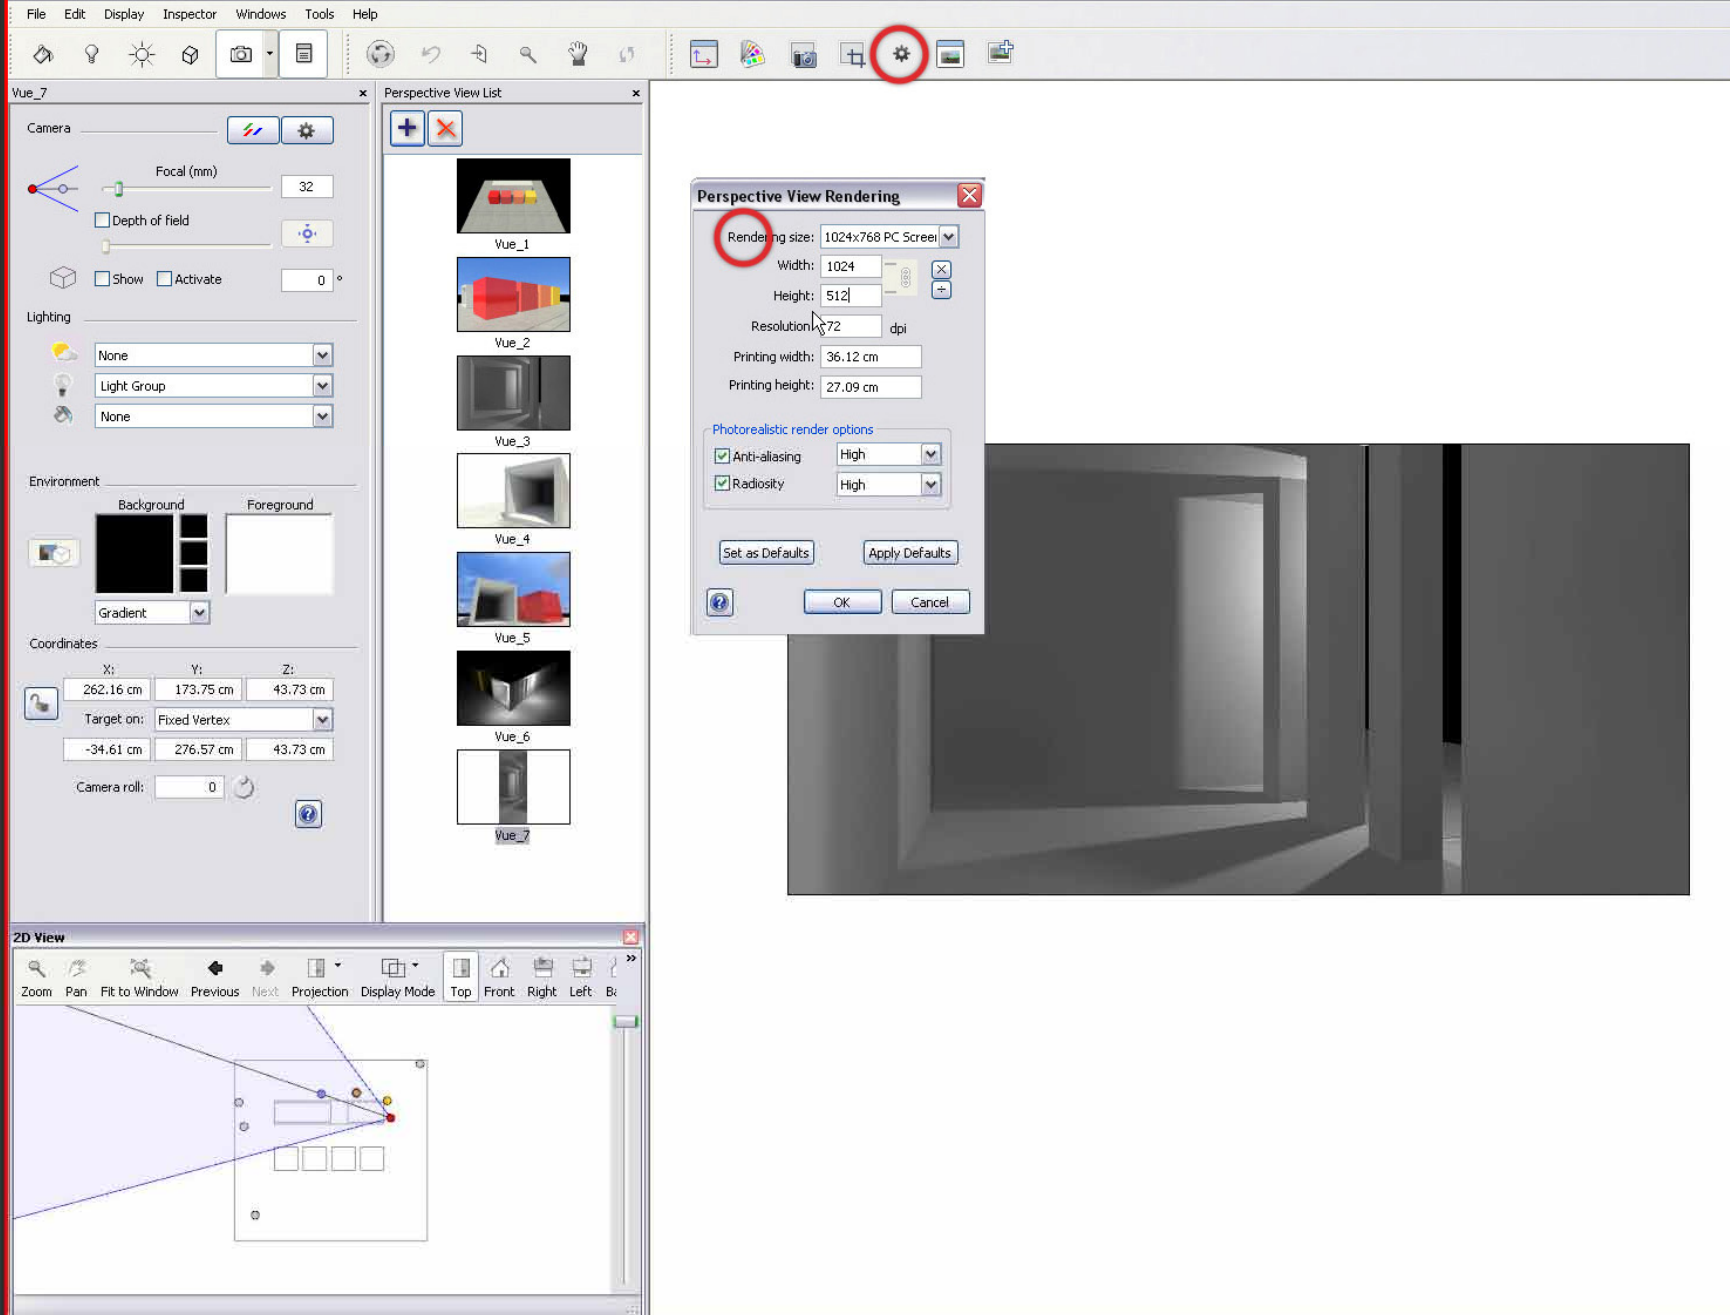 File Edit Display Inspector Windows Tools Help
Vue_7
Camera
Focal (mm)
32
Depth of field
Show Activate 0 °
Lighting
None
Light Group
None
Environment
Background Foreground
Gradient
Coordinates
X: Y: Z:
262.16 cm 173.75 cm 43.73 cm
Target on: Fixed Vertex
-34.61 cm 276.57 cm 43.73 cm
Camera roll: 0
Perspective View List
Vue_1
Vue_2
Vue_3
Vue_4
Vue_5
Vue_6
Vue_7
Perspective View Rendering
Rendering size: 1024x768 PC Screen
Width: 1024
Height: 512
Resolution 72 dpi
Printing width: 36.12 cm
Printing height: 27.09 cm
Photorealistic render options
Anti-aliasing High
Radiosity High
Set as Defaults Apply Defaults
OK Cancel
2D View
Zoom Pan Fit to Window Previous Next Projection Display Mode Top Front Right Left